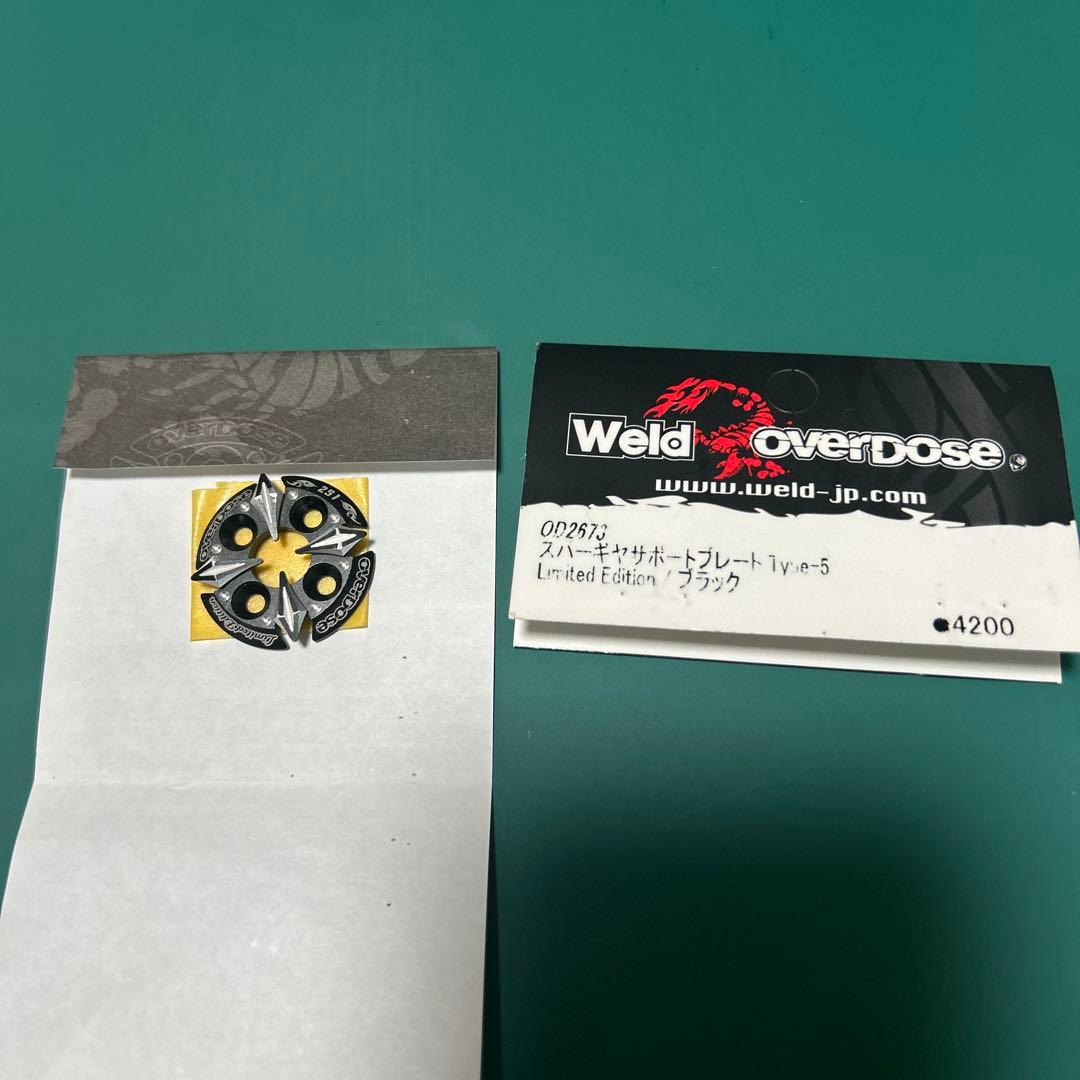 overdose
OVERDOSE
251
OVERDOSE
Limited Edition
Weld OVERDOSE
www.weld-jp.com
OD2673
スパーギヤサポートプレート Type-5
Limited Edition / ブラック
●4200